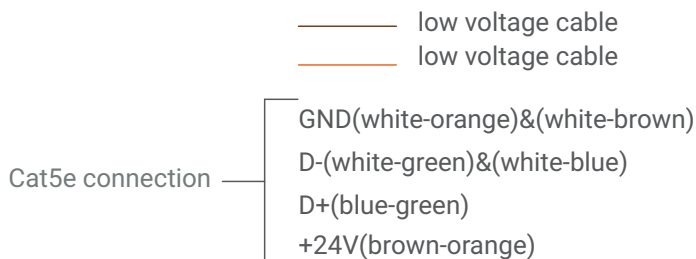 low voltage cable
low voltage cable
GND(white-orange)&(white-brown)
D-(white-green)&(white-blue)
Cat5e connection
D+(blue-green)
+24V(brown-orange)